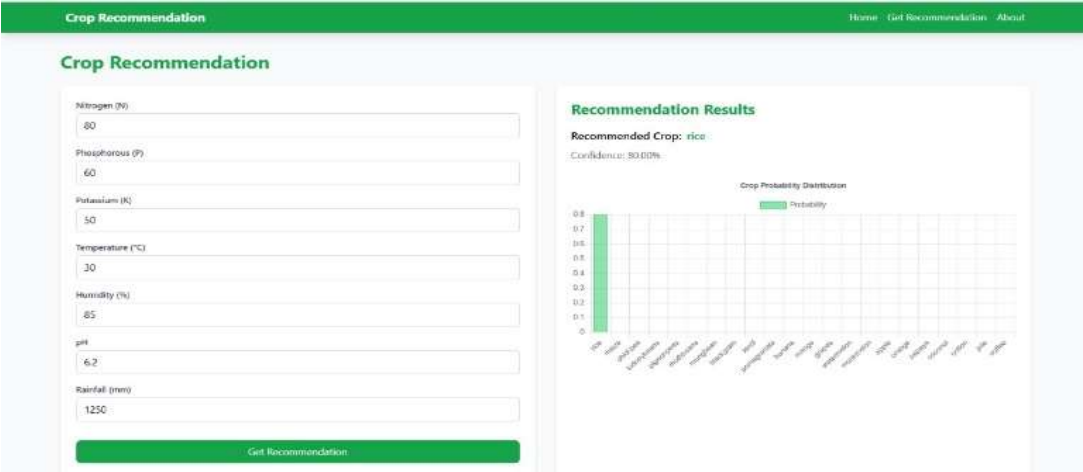 Crop Recommendation
Home Get Recommendation About
Crop Recommendation
Nitrogen (N)
80
Phosphorous (P)
60
Potassium (K)
50
Temperature (°C)
30
Humidity (%)
85
pH
6.2
Rainfall (mm)
1250
Get Recommendation
Recommendation Results
Recommended Crop: rice
Confidence: 80.00%
Crop Probability Distribution
Probability
0.8
0.7
0.6
0.5
0.4
0.3
0.2
0.1
0
rice
maize
chickpea
kidneybeans
pigeonpeas
mothbeans
mungbean
blackgram
lentil
pomegranate
banana
mango
grapes
watermelon
muskmelon
apple
orange
papaya
coconut
cotton
jute
coffee